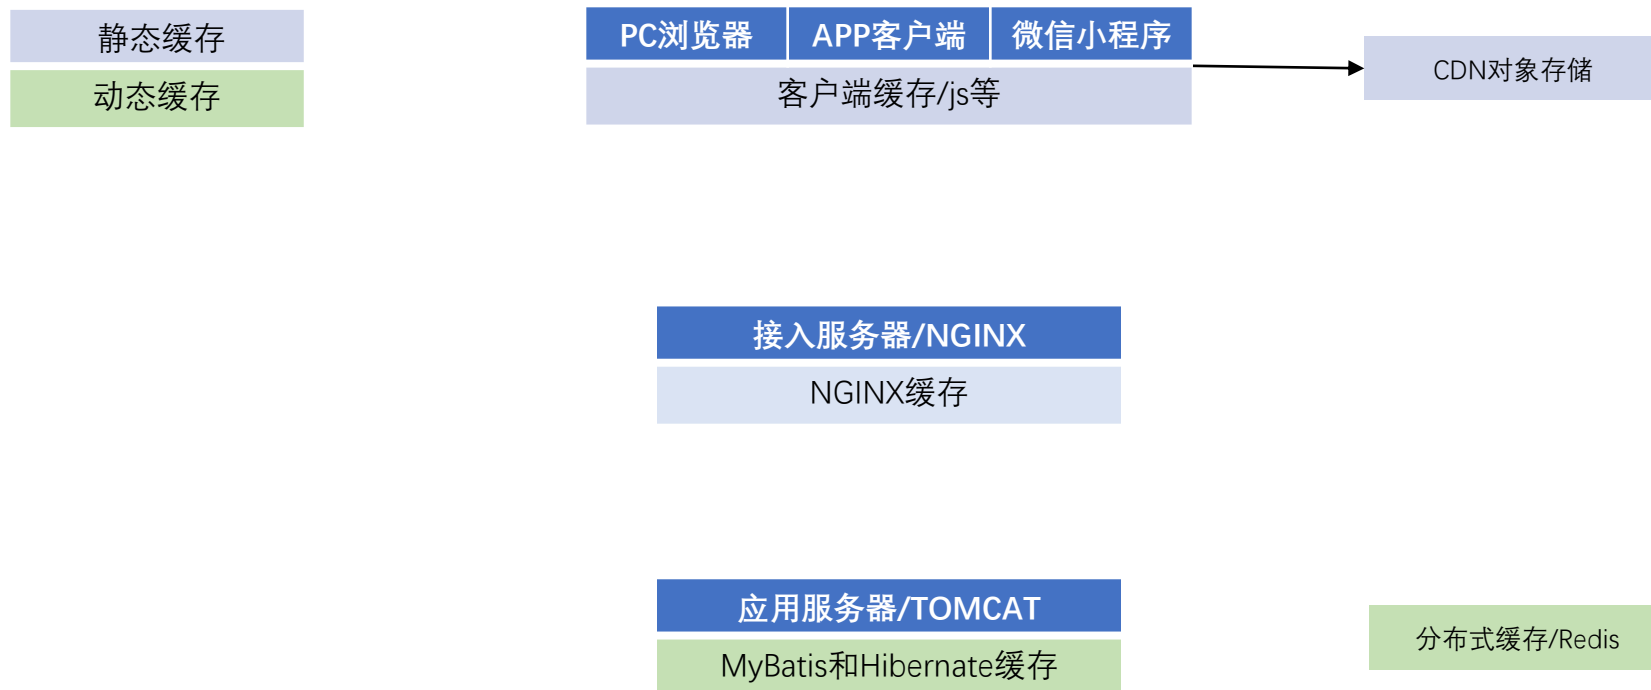 静态缓存
动态缓存
PC浏览器
APP客户端
微信小程序
客户端缓存/js等
CDN对象存储
接入服务器/NGINX
NGINX缓存
应用服务器/TOMCAT
MyBatis和Hibernate缓存
分布式缓存/Redis